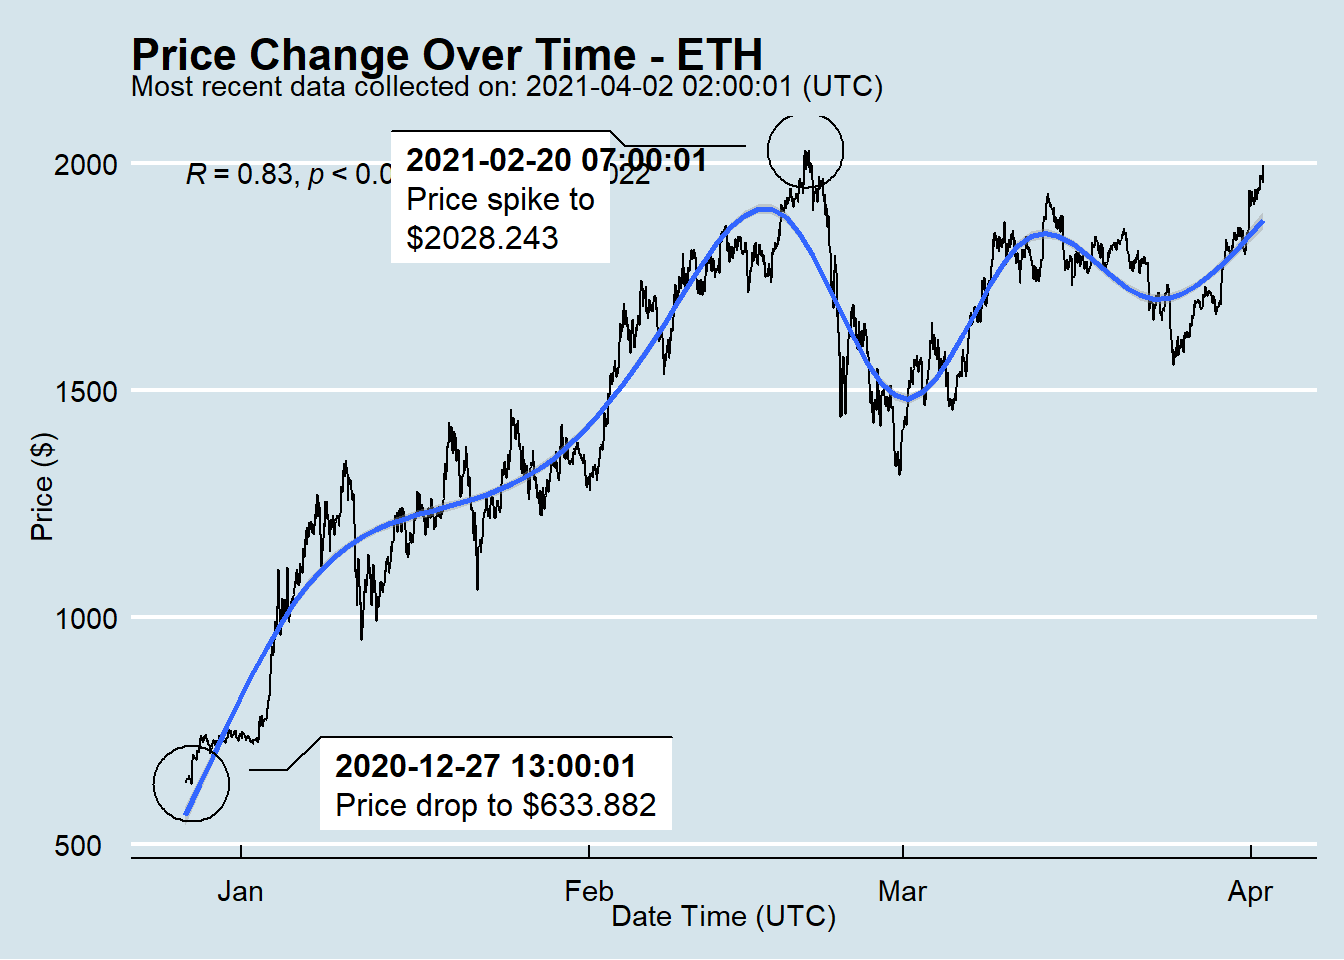 Price Change Over Time - ETH
Most recent data collected on: 2021-04-02 02:00:01 (UTC)
2021-02-20 07:00:01
R = 0.83, p < 0.0 022
Price spike to
$2028.243
2000
1500
1000
500
Price ($)
2020-12-27 13:00:01
Price drop to $633.882
Jan Feb Mar Apr
Date Time (UTC)